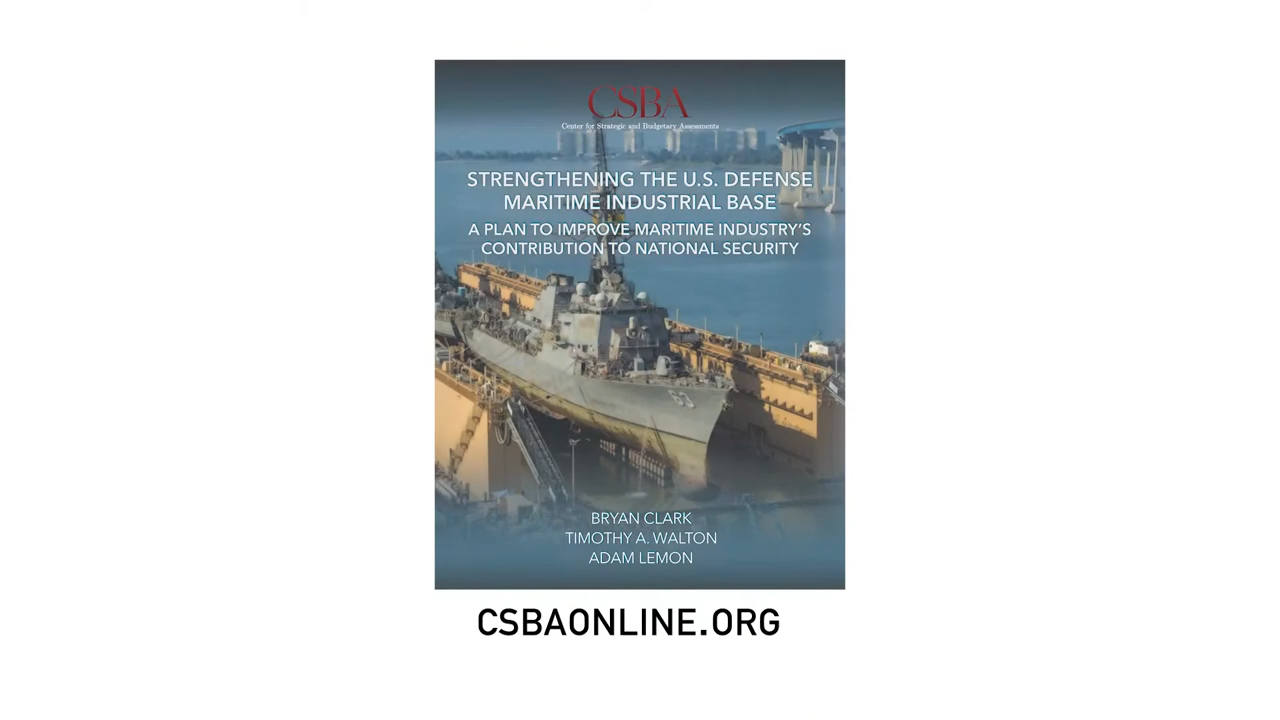 CSBA
Center for Strategic and Budgetary Assessments
STRENGTHENING THE U.S. DEFENSE
MARITIME INDUSTRIAL BASE
A PLAN TO IMPROVE MARITIME INDUSTRY'S
CONTRIBUTION TO NATIONAL SECURITY
63
BRYAN CLARK
TIMOTHY A. WALTON
ADAM LEMON
CSBAONLINE.ORG